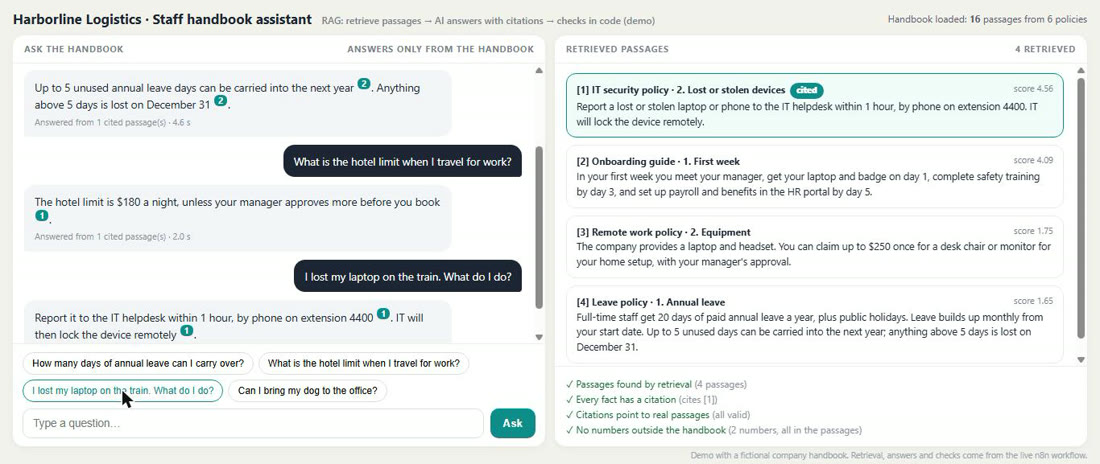 Harborline Logistics · Staff handbook assistant RAG: retrieve passages → AI answers with citations → checks in code (demo) Handbook loaded: 16 passages from 6 policies
ASK THE HANDBOOK ANSWERS ONLY FROM THE HANDBOOK
Up to 5 unused annual leave days can be carried into the next year 2 . Anything
above 5 days is lost on December 31 2 .
Answered from 1 cited passage(s) · 4.6 s
What is the hotel limit when I travel for work?
The hotel limit is $180 a night, unless your manager approves more before you book
1 .
Answered from 1 cited passage(s) · 2.0 s
I lost my laptop on the train. What do I do?
Report it to the IT helpdesk within 1 hour, by phone on extension 4400 1 . IT will
then lock the device remotely 1 .
How many days of annual leave can I carry over? What is the hotel limit when I travel for work?
I lost my laptop on the train. What do I do? Can I bring my dog to the office?
Type a question... Ask
RETRIEVED PASSAGES 4 RETRIEVED
[1] IT security policy · 2. Lost or stolen devices cited score 4.56
Report a lost or stolen laptop or phone to the IT helpdesk within 1 hour, by phone on extension 4400. IT
will lock the device remotely.
[2] Onboarding guide · 1. First week score 4.09
In your first week you meet your manager, get your laptop and badge on day 1, complete safety training
by day 3, and set up payroll and benefits in the HR portal by day 5.
[3] Remote work policy · 2. Equipment score 1.75
The company provides a laptop and headset. You can claim up to $250 once for a desk chair or monitor for
your home setup, with your manager's approval.
[4] Leave policy · 1. Annual leave score 1.65
Full-time staff get 20 days of paid annual leave a year, plus public holidays. Leave builds up monthly from
your start date. Up to 5 unused days can be carried into the next year; anything above 5 days is lost on
December 31.
✓ Passages found by retrieval (4 passages)
✓ Every fact has a citation (cites [1])
✓ Citations point to real passages (all valid)
✓ No numbers outside the handbook (2 numbers, all in the passages)
Demo with a fictional company handbook. Retrieval, answers and checks come from the live n8n workflow.